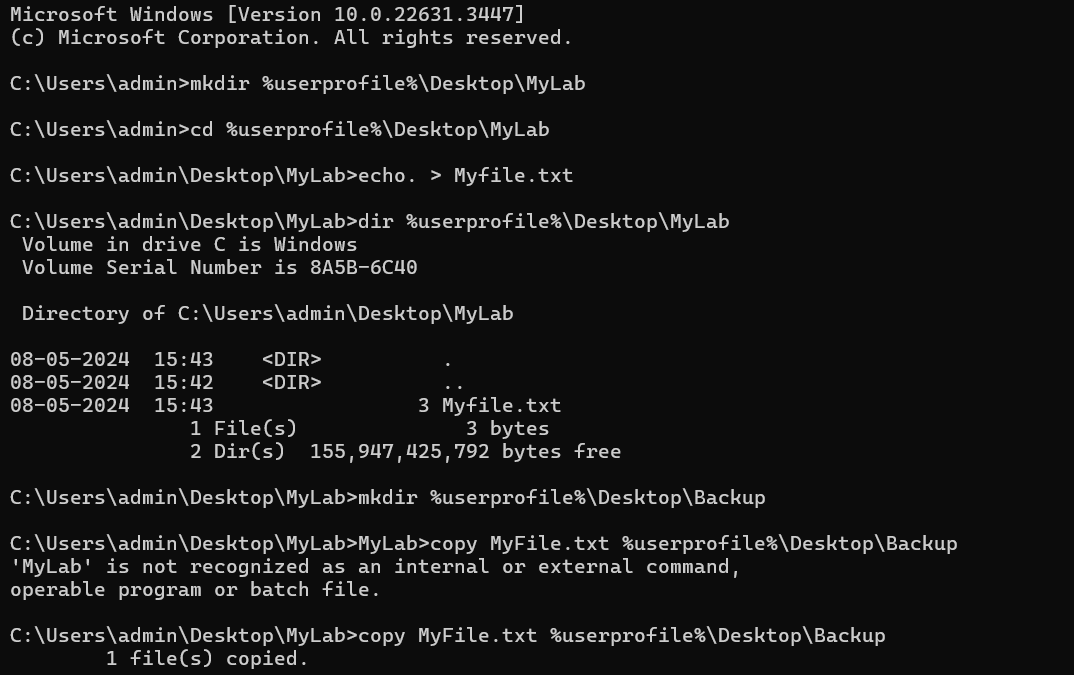 Microsoft Windows [Version 10.0.22631.3447]
(c) Microsoft Corporation. All rights reserved.
C:\Users\admin>mkdir %userprofile%\Desktop\MyLab
C:\Users\admin>cd %userprofile%\Desktop\MyLab
C:\Users\admin\Desktop\MyLab>echo. > Myfile.txt
C:\Users\admin\Desktop\MyLab>dir %userprofile%\Desktop\MyLab
 Volume in drive C is Windows
 Volume Serial Number is 8A5B-6C40
 Directory of C:\Users\admin\Desktop\MyLab
08-05-2024  15:43    <DIR>          .
08-05-2024  15:42    <DIR>          ..
08-05-2024  15:43                 3 Myfile.txt
               1 File(s)              3 bytes
               2 Dir(s)  155,947,425,792 bytes free
C:\Users\admin\Desktop\MyLab>mkdir %userprofile%\Desktop\Backup
C:\Users\admin\Desktop\MyLab>MyLab>copy MyFile.txt %userprofile%\Desktop\Backup
'MyLab' is not recognized as an internal or external command,
operable program or batch file.
C:\Users\admin\Desktop\MyLab>copy MyFile.txt %userprofile%\Desktop\Backup
        1 file(s) copied.